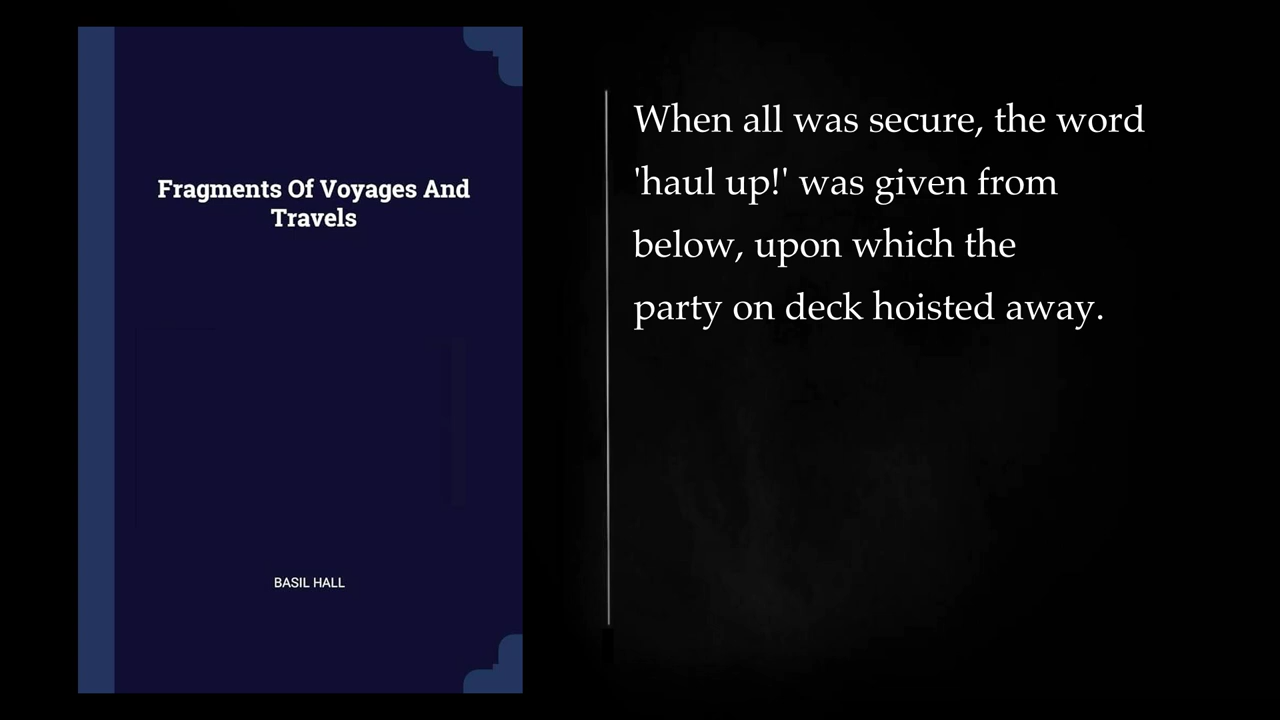 Fragments Of Voyages And
Travels
BASIL HALL
When all was secure, the word
'haul up!' was given from
below, upon which the
party on deck hoisted away.